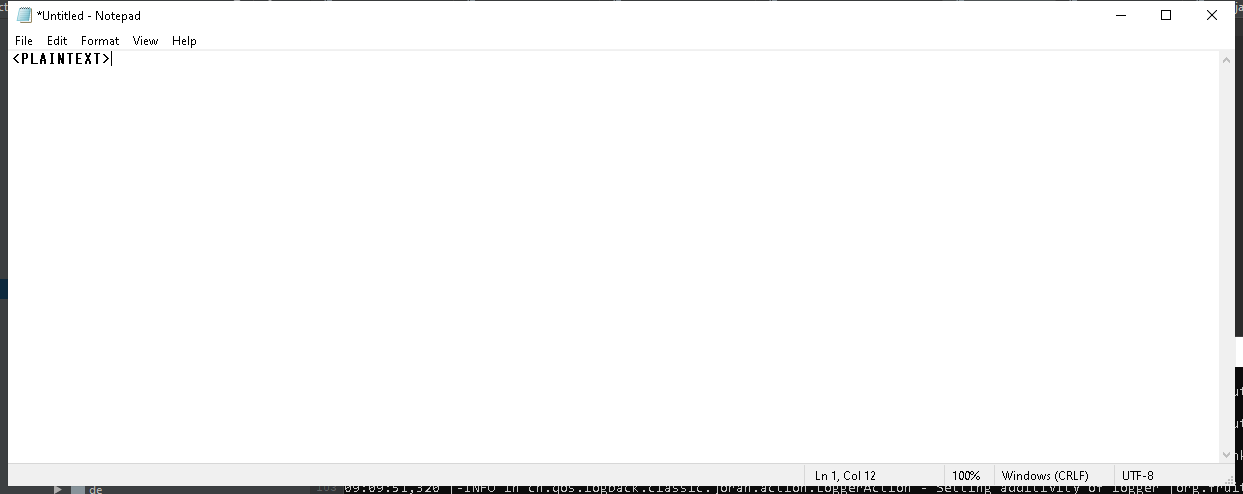 *Untitled - Notepad
File Edit Format View Help
<PLAINTEXT>
Ln 1, Col 12 100% Windows (CRLF) UTF-8
de
09:09:51,320 |-INFO in ch.qos.logback.classic.joran.action.LoggerAction - Setting additivity of logger [org.fruit